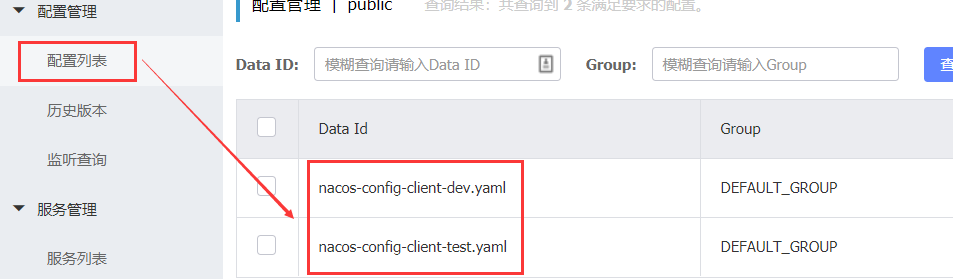 配置管理
配置列表
历史版本
监听查询
服务管理
服务列表
配置管理 | public 查询结果：共查询到 2 条满足要求的配置。
Data ID: 模糊查询请输入Data ID Group: 模糊查询请输入Group 查
Data Id Group
nacos-config-client-dev.yaml DEFAULT_GROUP
nacos-config-client-test.yaml DEFAULT_GROUP